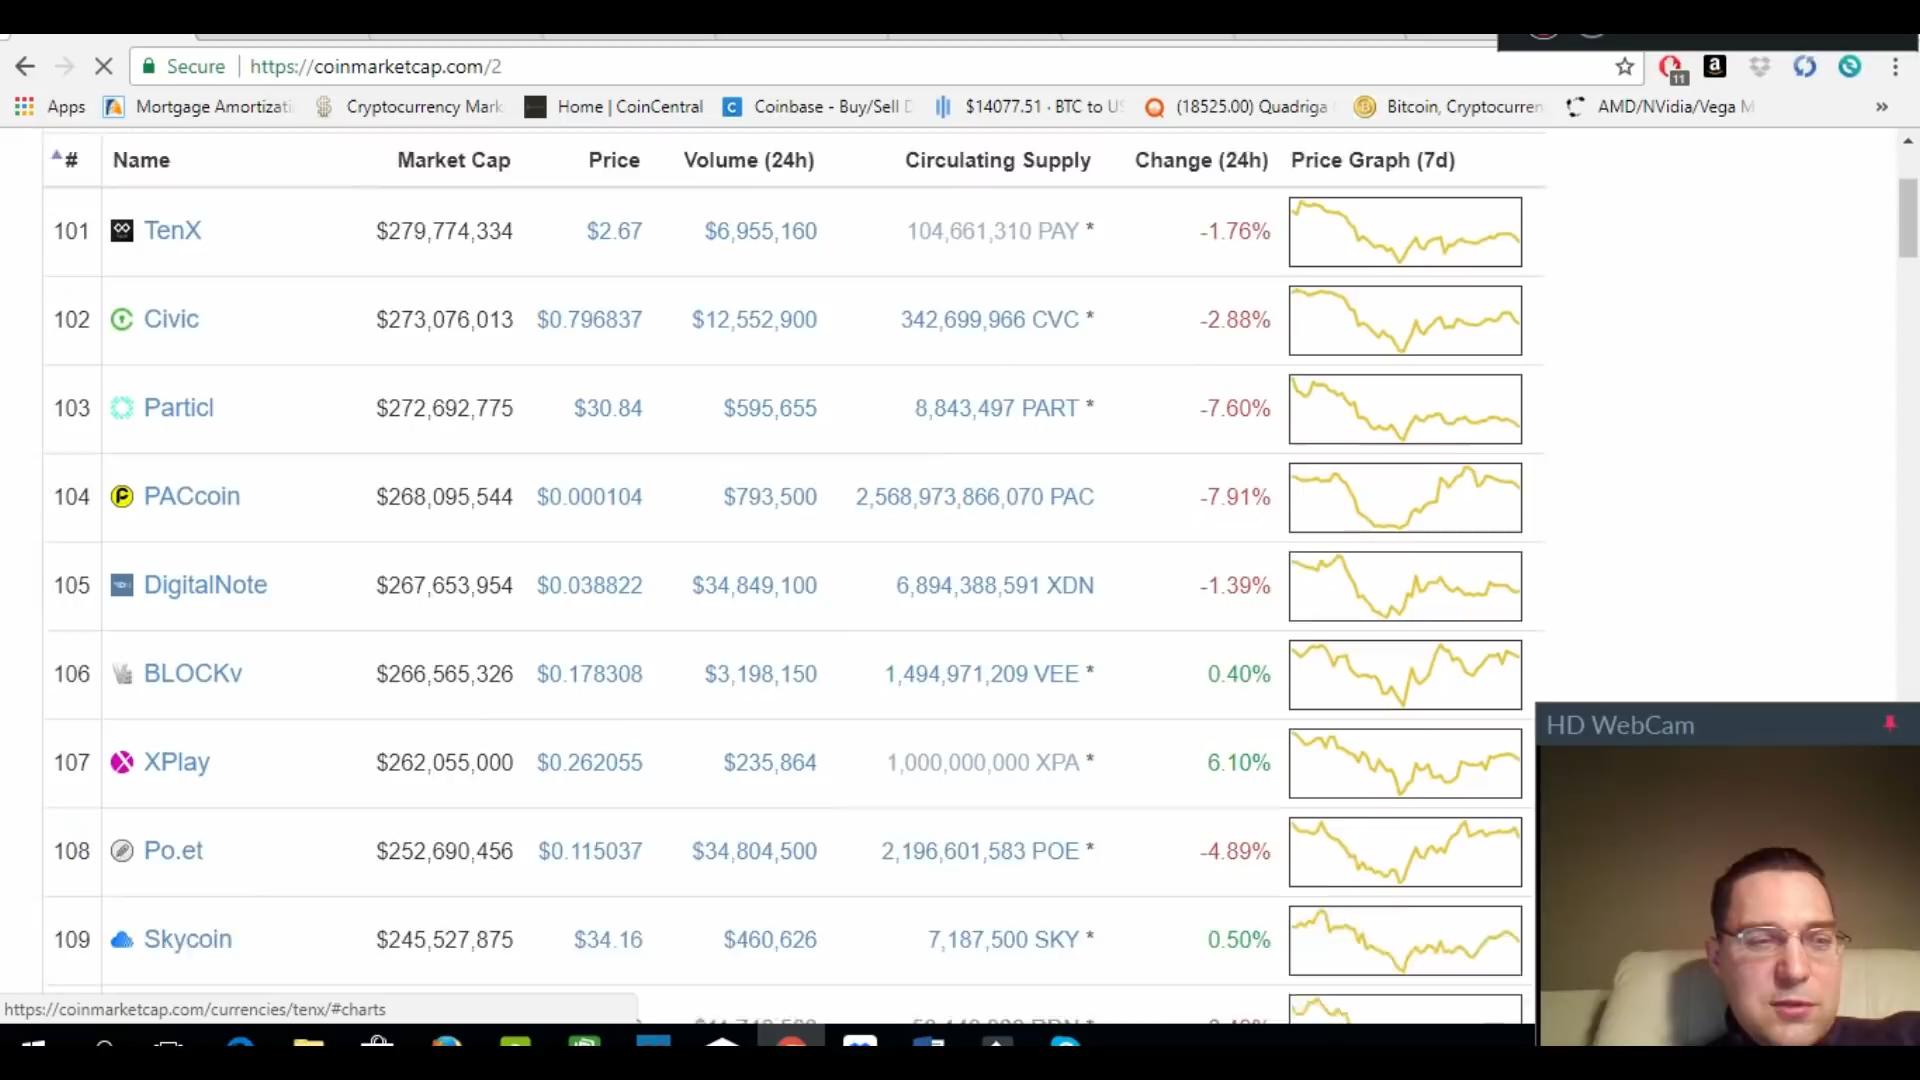 Secure https://coinmarketcap.com/2
11
Apps Mortgage Amortizati Cryptocurrency Mark Home | CoinCentral Coinbase - Buy/Sell D $14077.51 · BTC to US (18525.00) Quadriga Bitcoin, Cryptocurren AMD/NVidia/Vega M »
# Name Market Cap Price Volume (24h) Circulating Supply Change (24h) Price Graph (7d)
101 TenX $279,774,334 $2.67 $6,955,160 104,661,310 PAY * -1.76%
102 Civic $273,076,013 $0.796837 $12,552,900 342,699,966 CVC * -2.88%
103 Particl $272,692,775 $30.84 $595,655 8,843,497 PART * -7.60%
104 PACcoin $268,095,544 $0.000104 $793,500 2,568,973,866,070 PAC -7.91%
105 DigitalNote $267,653,954 $0.038822 $34,849,100 6,894,388,591 XDN -1.39%
106 BLOCKv $266,565,326 $0.178308 $3,198,150 1,494,971,209 VEE * 0.40%
107 XPlay $262,055,000 $0.262055 $235,864 1,000,000,000 XPA * 6.10%
108 Po.et $252,690,456 $0.115037 $34,804,500 2,196,601,583 POE * -4.89%
109 Skycoin $245,527,875 $34.16 $460,626 7,187,500 SKY * 0.50%
HD WebCam
https://coinmarketcap.com/currencies/tenx/#charts